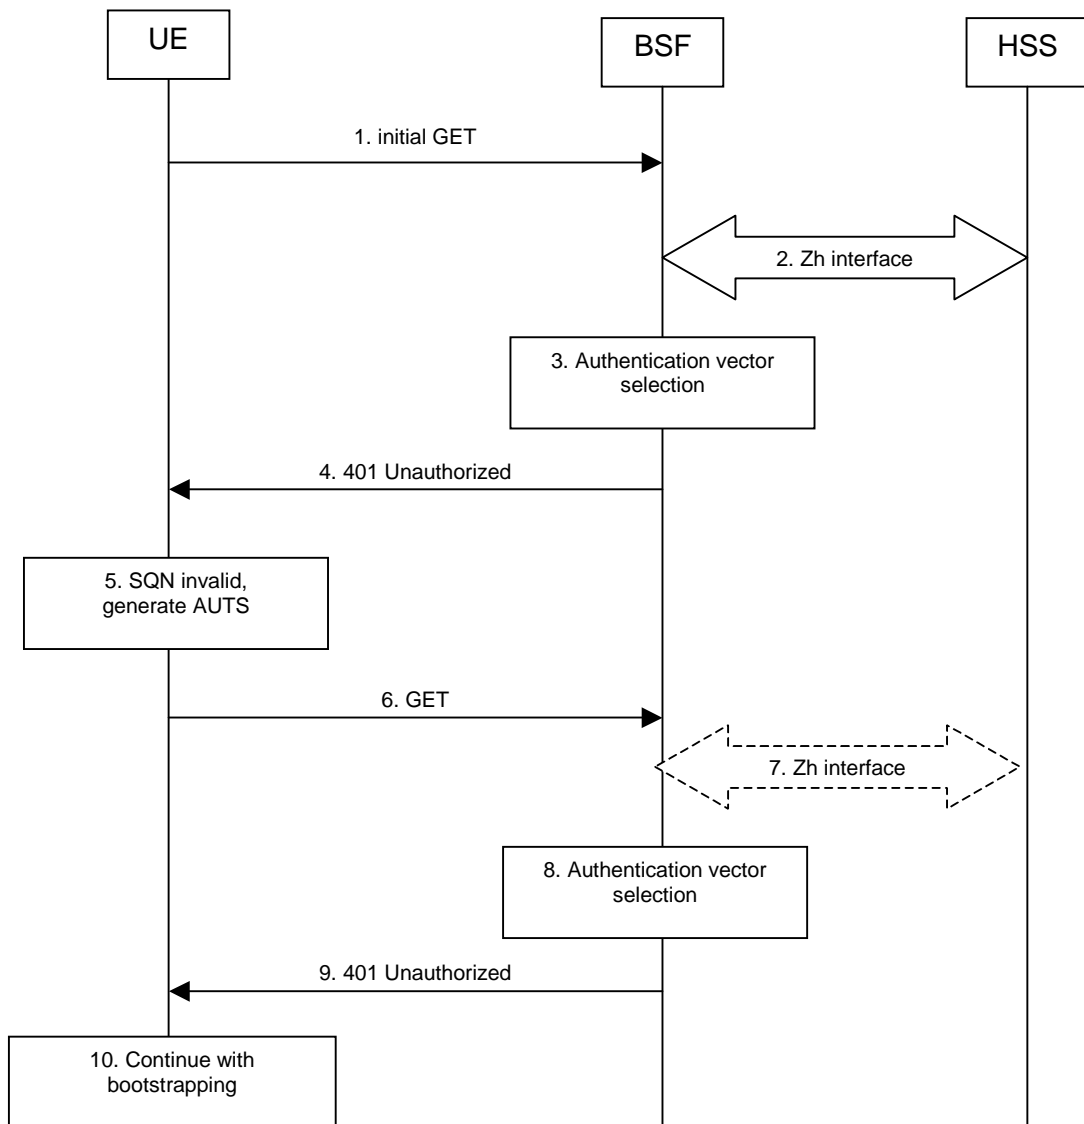 UE
BSF
HSS
1. initial GET
2. Zh interface
3. Authentication vector
selection
4. 401 Unauthorized
5. SQN invalid,
generate AUTS
6. GET
7. Zh interface
8. Authentication vector
selection
9. 401 Unauthorized
10. Continue with
bootstrapping